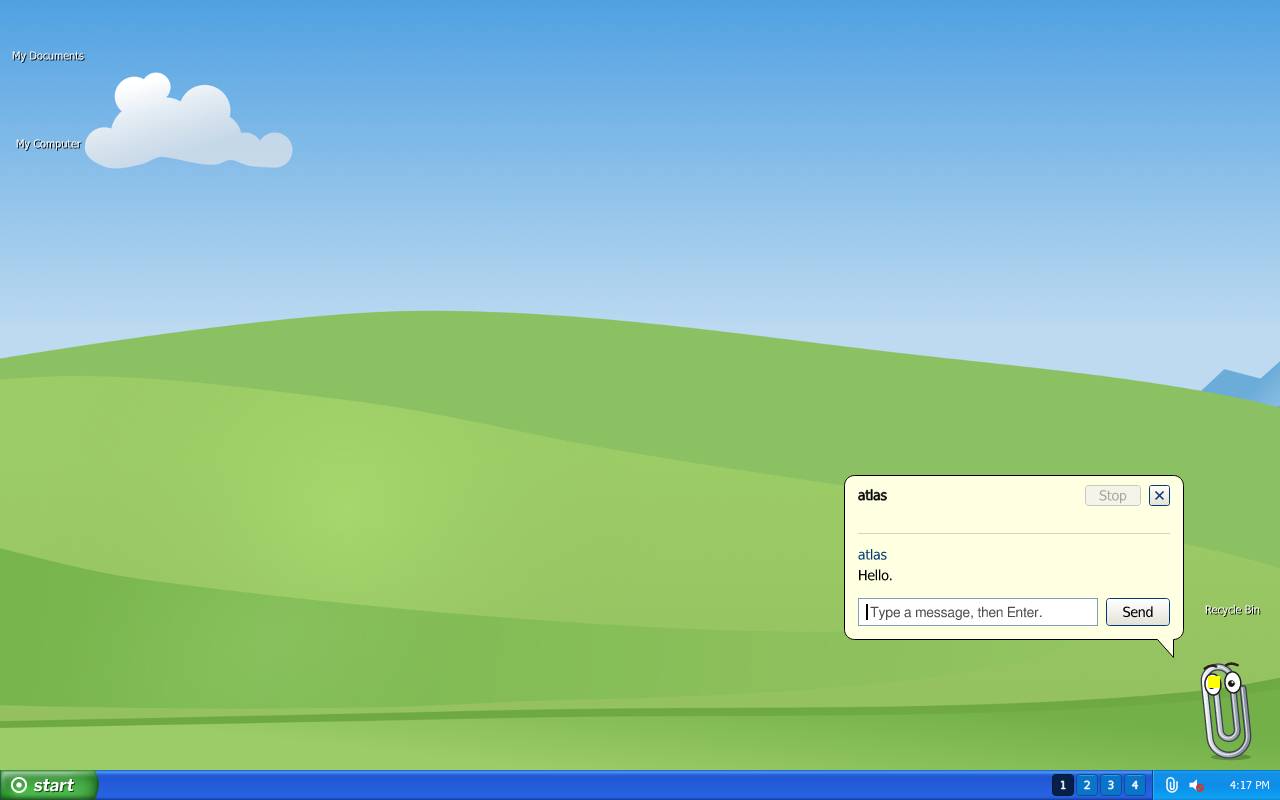 My Documents
My Computer
atlas
Stop
atlas
Hello.
Type a message, then Enter.
Send
Recycle Bin
start
1 2 3 4
4:17 PM